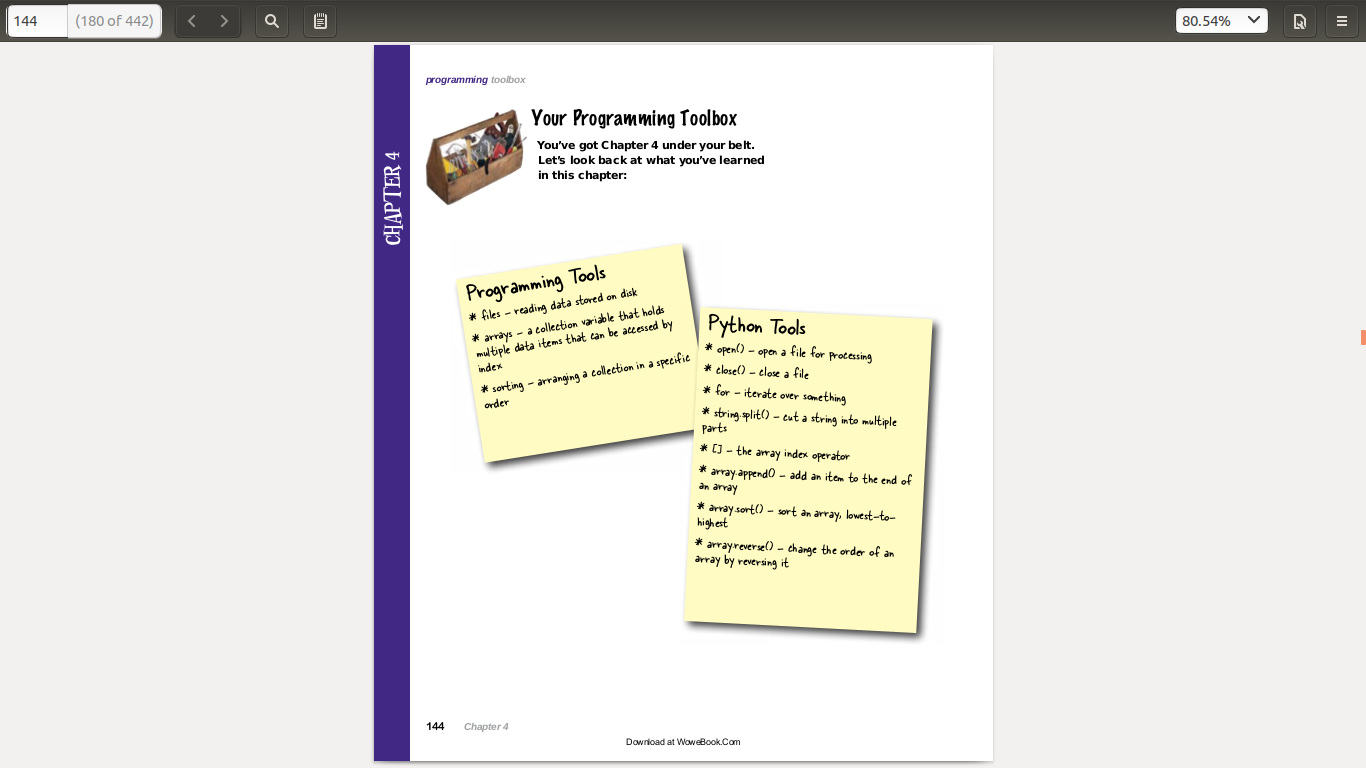 144 (180 of 442)
80.54%
programming toolbox
CHAPTER 4
Your Programming Toolbox
You've got Chapter 4 under your belt.
Let's look back at what you've learned
in this chapter:
Programming Tools
* files - reading data stored on disk
* arrays - a collection variable that holds
multiple data items that can be accessed by
index
* sorting - arranging a collection in a specific
order
Python Tools
* open() - open a file for processing
* close() - close a file
* for - iterate over something
* string.split() - cut a string into multiple
parts
* [] - the array index operator
* array.append() - add an item to the end of
an array
* array.sort() - sort an array, lowest-to-
highest
* array.reverse() - change the order of an
array by reversing it
144 Chapter 4
Download at WoweBook.Com